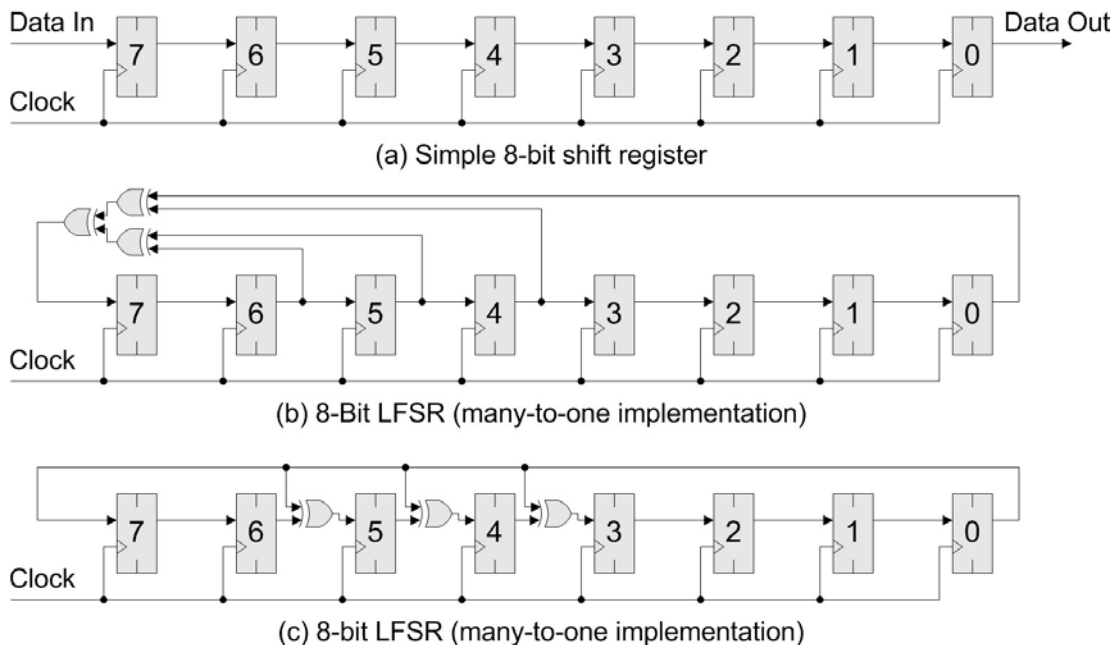 Data In Data Out
7 6 5 4 3 2 1 0
Clock
(a) Simple 8-bit shift register
7 6 5 4 3 2 1 0
Clock
(b) 8-Bit LFSR (many-to-one implementation)
7 6 5 4 3 2 1 0
Clock
(c) 8-bit LFSR (many-to-one implementation)